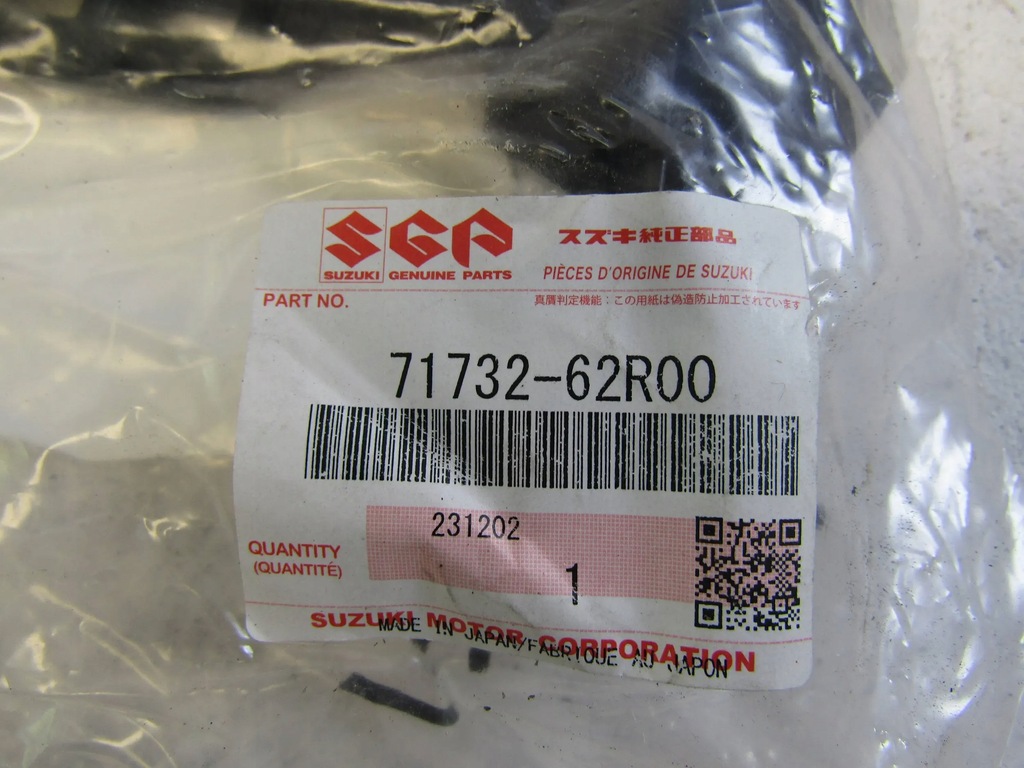 SGP スズキ純正部品
SUZUKI GENUINE PARTS PIÈCES D'ORIGINE DE SUZUKI
PART NO. 真贋判定機能:この用紙は偽造防止加工されています
71732-62R00
231202
QUANTITY
(QUANTITÉ) 1
SUZUKI MOTOR CORPORATION
MADE IN JAPAN/FABRIQUE AU JAPON